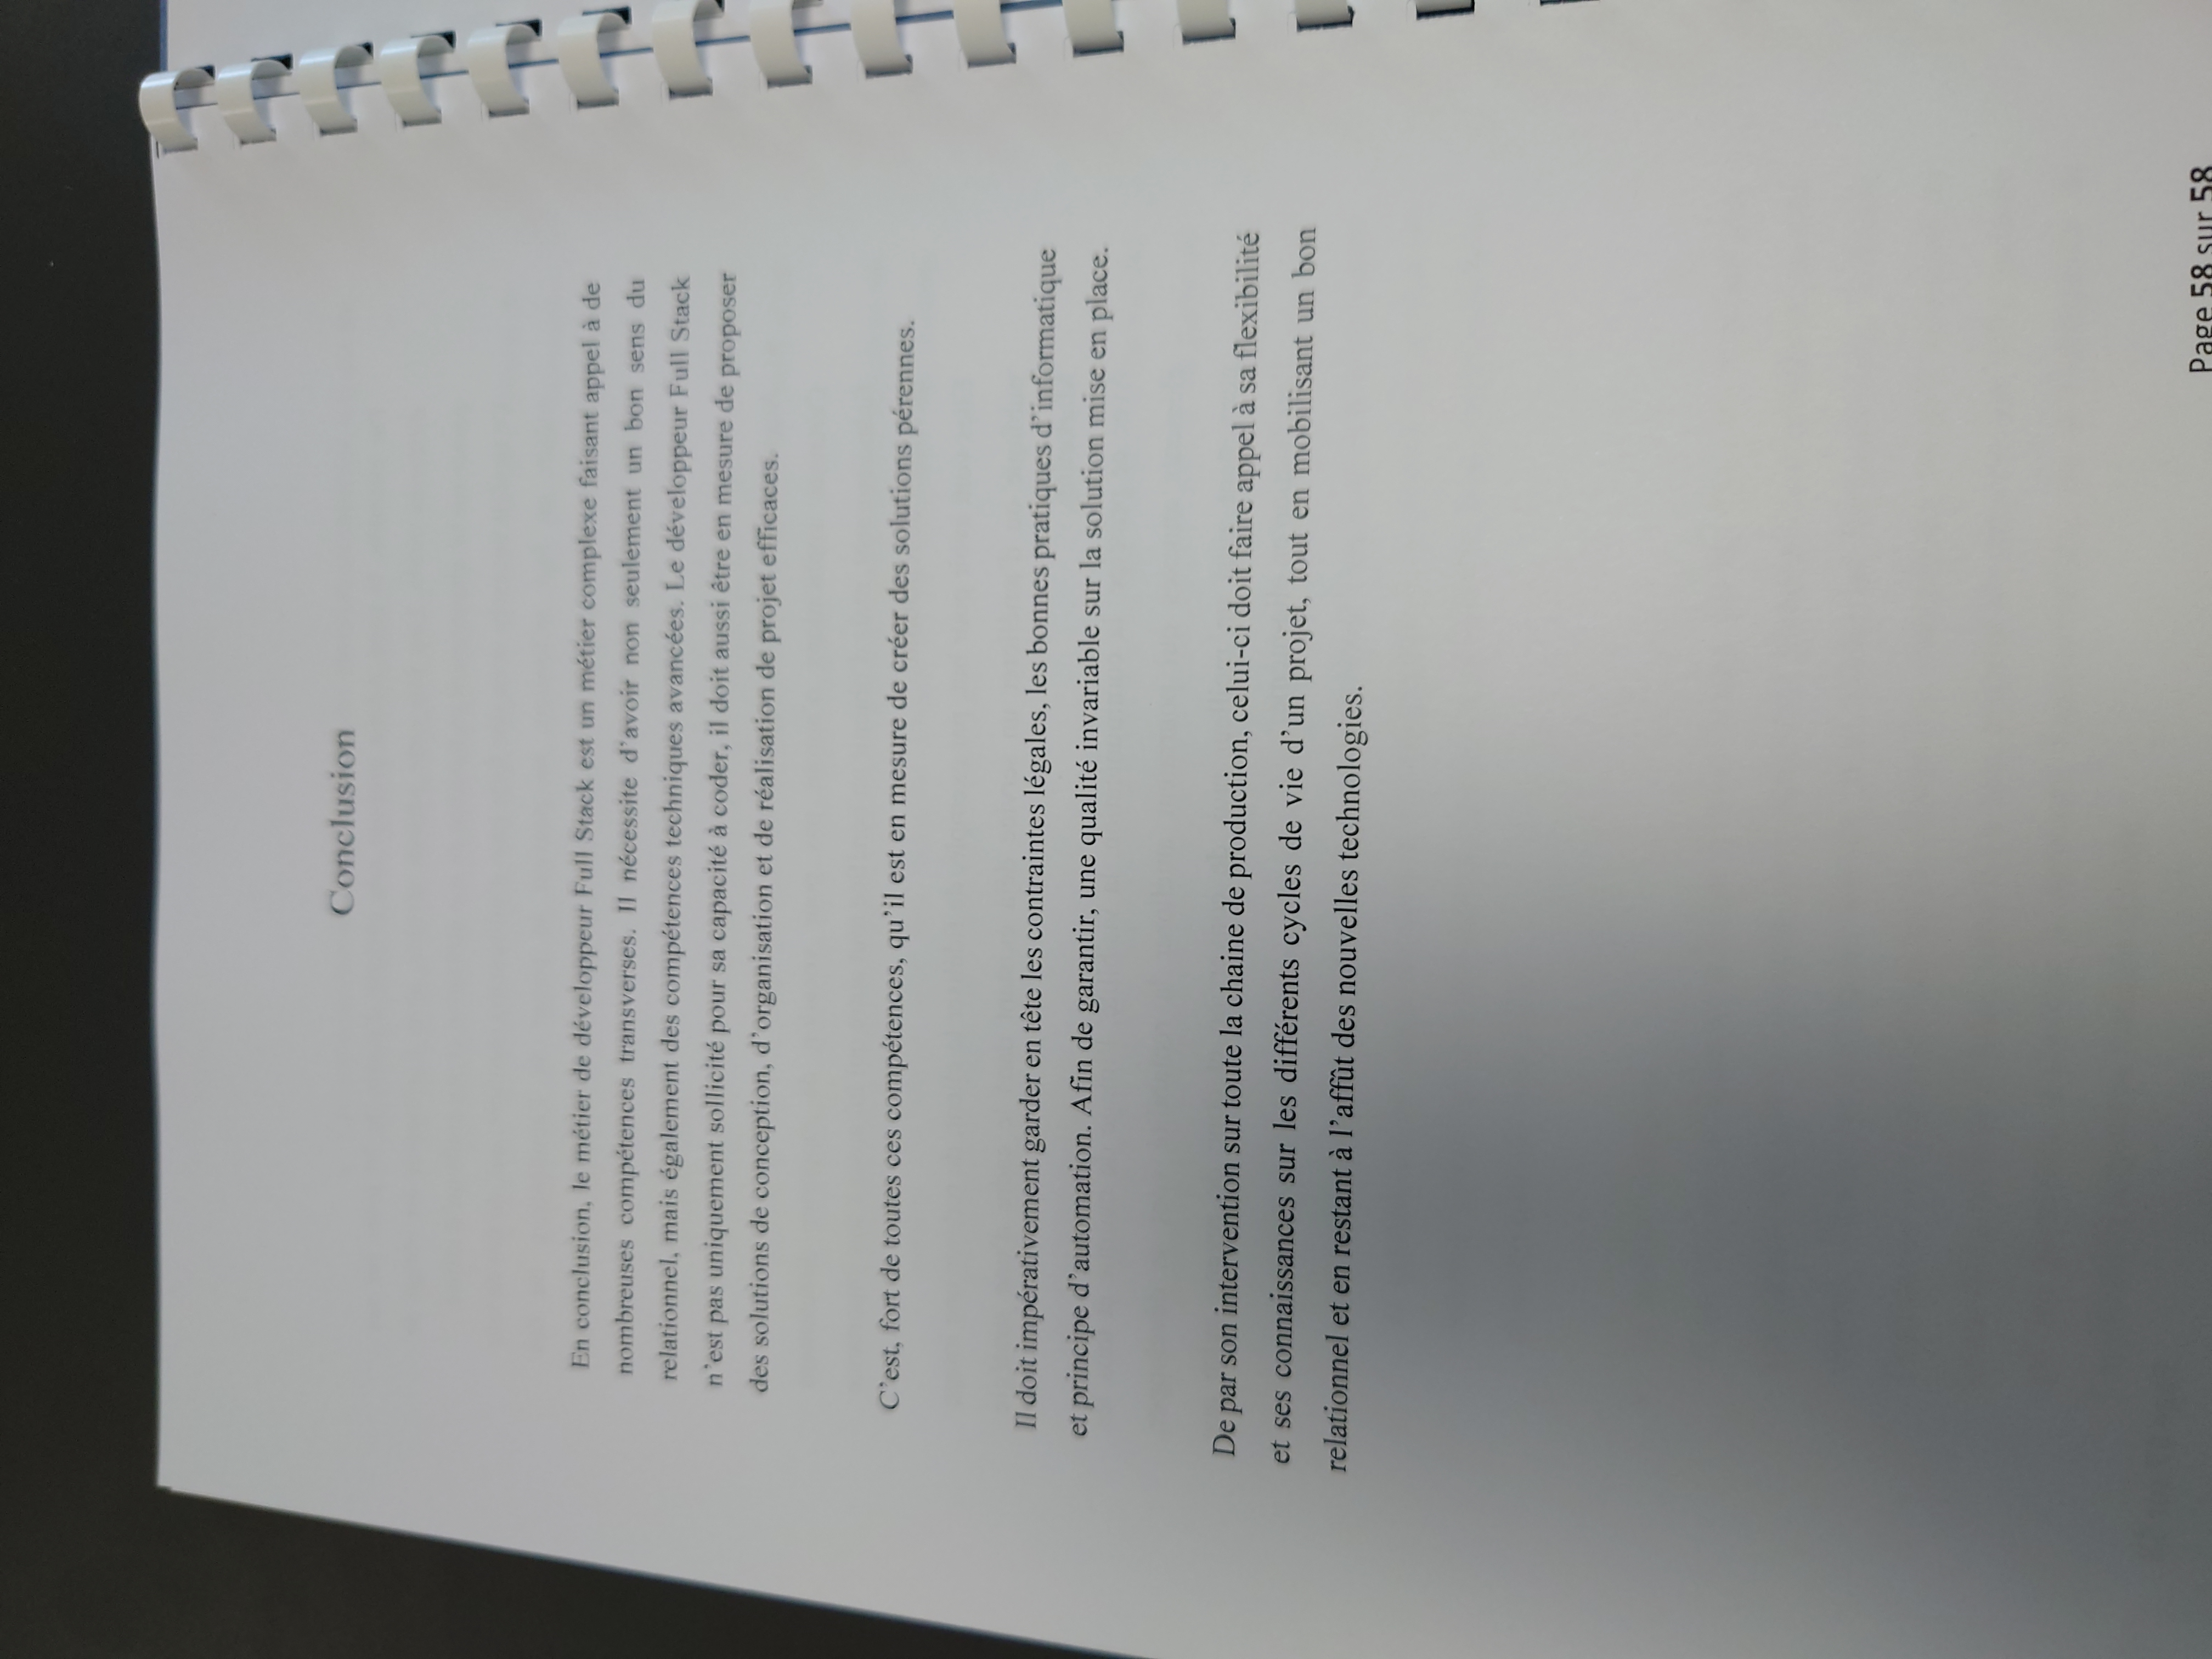 Conclusion
En conclusion, le métier de développeur Full Stack est un métier complexe faisant appel à de
nombreuses compétences transverses. Il nécessite d'avoir non seulement un bon sens du
relationnel, mais également des compétences techniques avancées. Le développeur Full Stack
n'est pas uniquement sollicité pour sa capacité à coder, il doit aussi être en mesure de proposer
des solutions de conception, d'organisation et de réalisation de projet efficaces.
C'est, fort de toutes ces compétences, qu'il est en mesure de créer des solutions pérennes.
Il doit impérativement garder en tête les contraintes légales, les bonnes pratiques d'informatique
et principe d'automation. Afin de garantir, une qualité invariable sur la solution mise en place.
De par son intervention sur toute la chaine de production, celui-ci doit faire appel à sa flexibilité
et ses connaissances sur les différents cycles de vie d'un projet, tout en mobilisant un bon
relationnel et en restant à l'affût des nouvelles technologies.
Page 58 sur 58